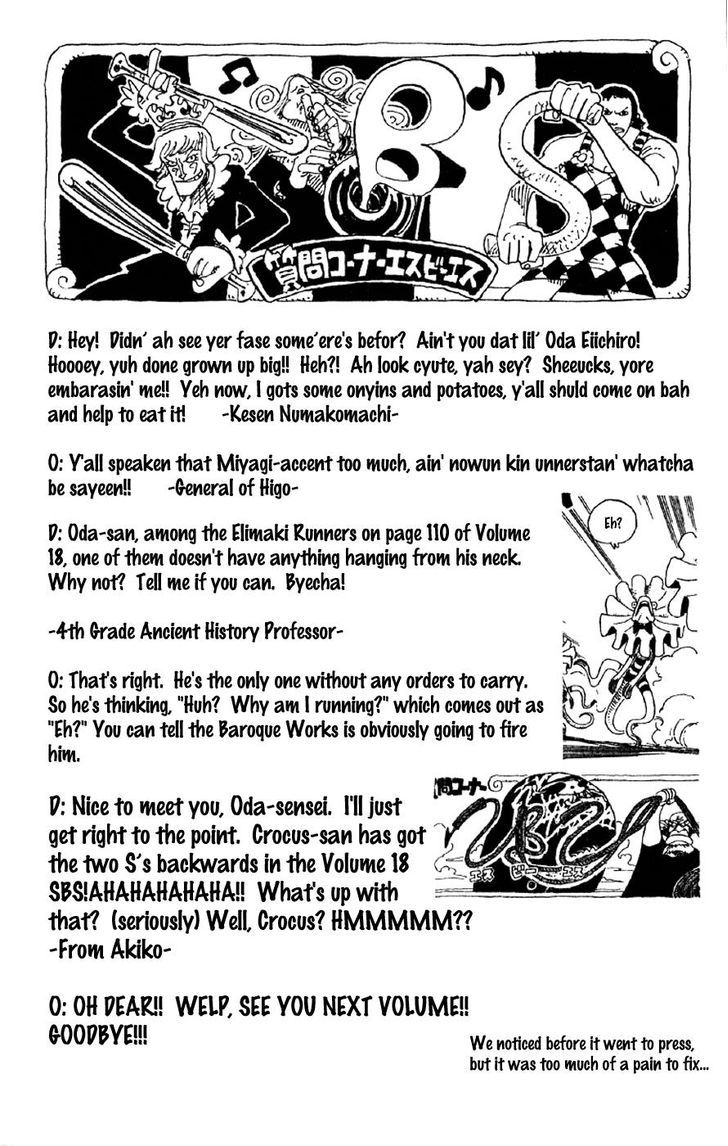 B S
質問コーナーエスビーエス
D: Hey!  Didn' ah see yer fase some'ere's befor?  Ain't you dat lil' Oda Eiichiro!
Hoooey, yuh done grown up big!!  Heh?!  Ah look cyute, yah sey?  Sheeucks, yore
embarasin' me!!  Yeh now, I gots some onyins and potatoes, y'all shuld come on bah
and help to eat it!      -Kesen Numakomachi-
O: Y'all speaken that Miyagi-accent too much, ain' nowun kin unnerstan' whatcha
be sayeen!!      -General of Higo-
Eh?
D: Oda-san, among the Elimaki Runners on page 110 of Volume
18, one of them doesn't have anything hanging from his neck.
Why not?  Tell me if you can.  Byecha!
-4th Grade Ancient History Professor-
O: That's right.  He's the only one without any orders to carry.
So he's thinking, "Huh?  Why am I running?" which comes out as
"Eh?" You can tell the Baroque Works is obviously going to fire
him.
問コーナー
エス ビー エス
D: Nice to meet you, Oda-sensei.  I'll just
get right to the point.  Crocus-san has got
the two S's backwards in the Volume 18
SBS!AHAHAHAHAHA!!  What's up with
that?  (seriously) Well, Crocus? HMMMMM??
-From Akiko-
O: OH DEAR!!  WELP, SEE YOU NEXT VOLUME!!
GOODBYE!!!
We noticed before it went to press,
but it was too much of a pain to fix...